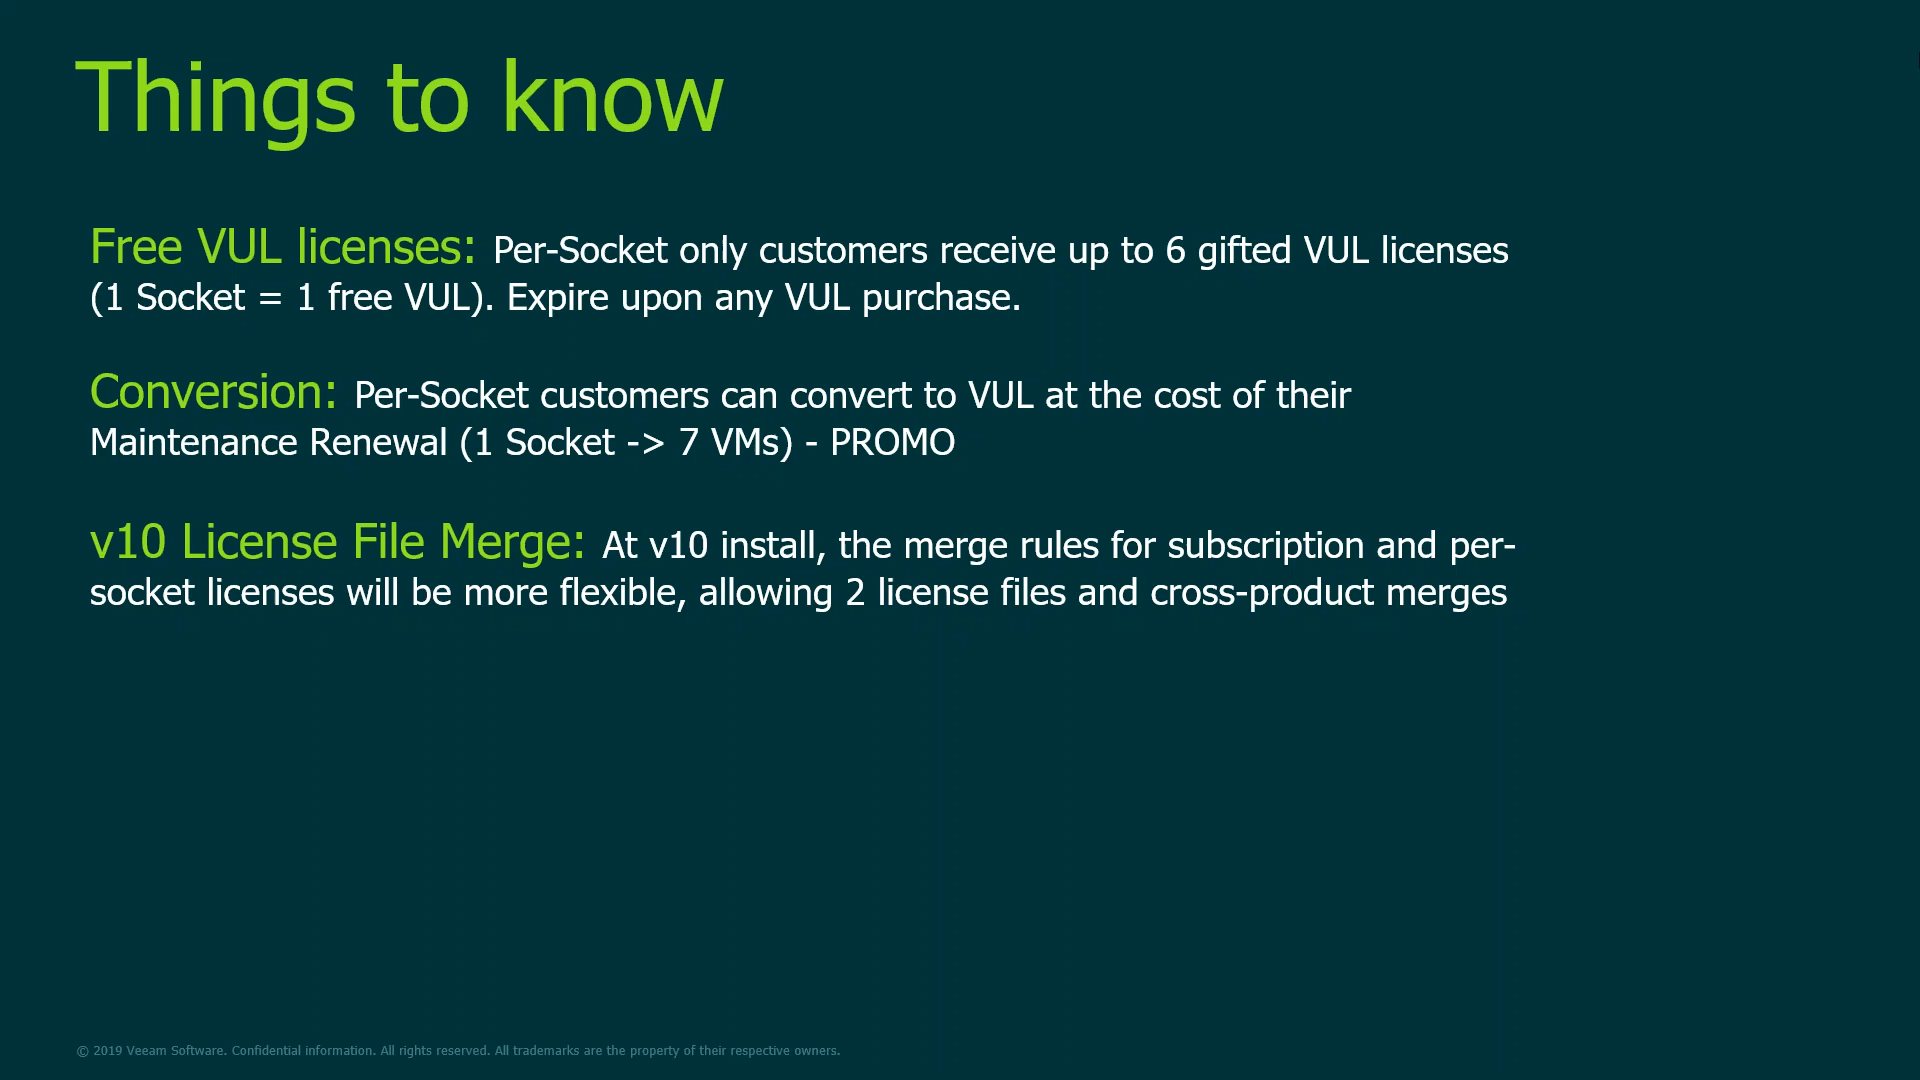 Things to know
Free VUL licenses: Per-Socket only customers receive up to 6 gifted VUL licenses
(1 Socket = 1 free VUL). Expire upon any VUL purchase.
Conversion: Per-Socket customers can convert to VUL at the cost of their
Maintenance Renewal (1 Socket -> 7 VMs) - PROMO
v10 License File Merge: At v10 install, the merge rules for subscription and per-
socket licenses will be more flexible, allowing 2 license files and cross-product merges
© 2019 Veeam Software. Confidential information. All rights reserved. All trademarks are the property of their respective owners.